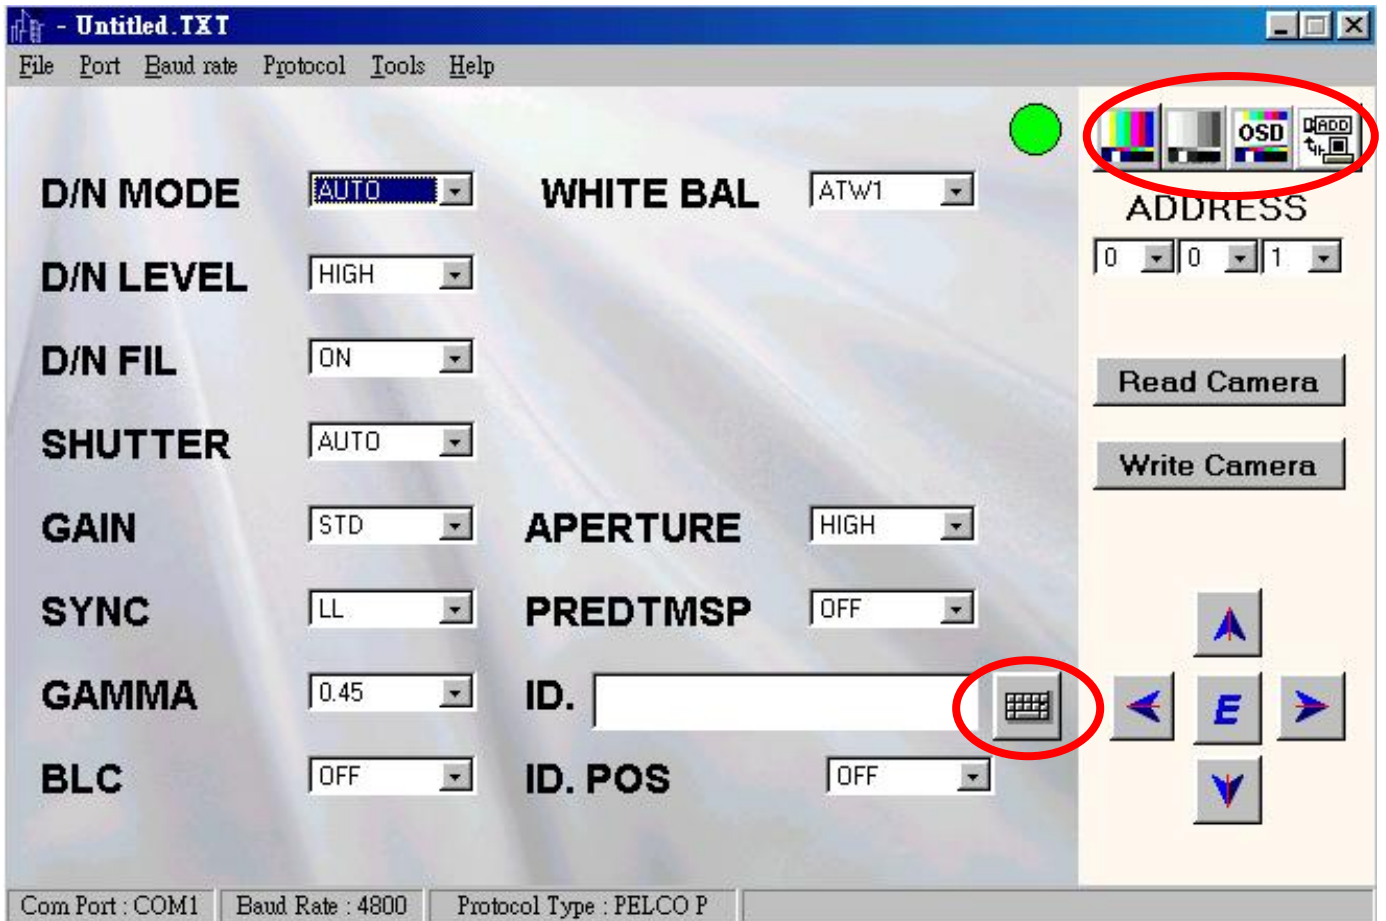 - Untitled.TXT
File Port Baud rate Protocol Tools Help
OSD ADD
D/N MODE AUTO WHITE BAL ATW1
ADDRESS
D/N LEVEL HIGH 0 0 1
D/N FIL ON
Read Camera
SHUTTER AUTO
Write Camera
GAIN STD APERTURE HIGH
SYNC LL PREDTMSP OFF
GAMMA 0.45 ID. E
BLC OFF ID. POS OFF
Com Port : COM1 Baud Rate : 4800 Protocol Type : PELCO P